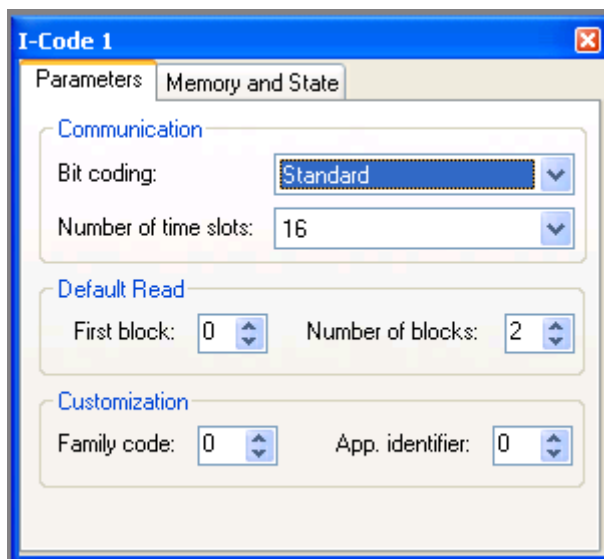 I-Code 1
Parameters Memory and State
Communication
Bit coding: Standard
Number of time slots: 16
Default Read
First block: 0 Number of blocks: 2
Customization
Family code: 0 App. identifier: 0